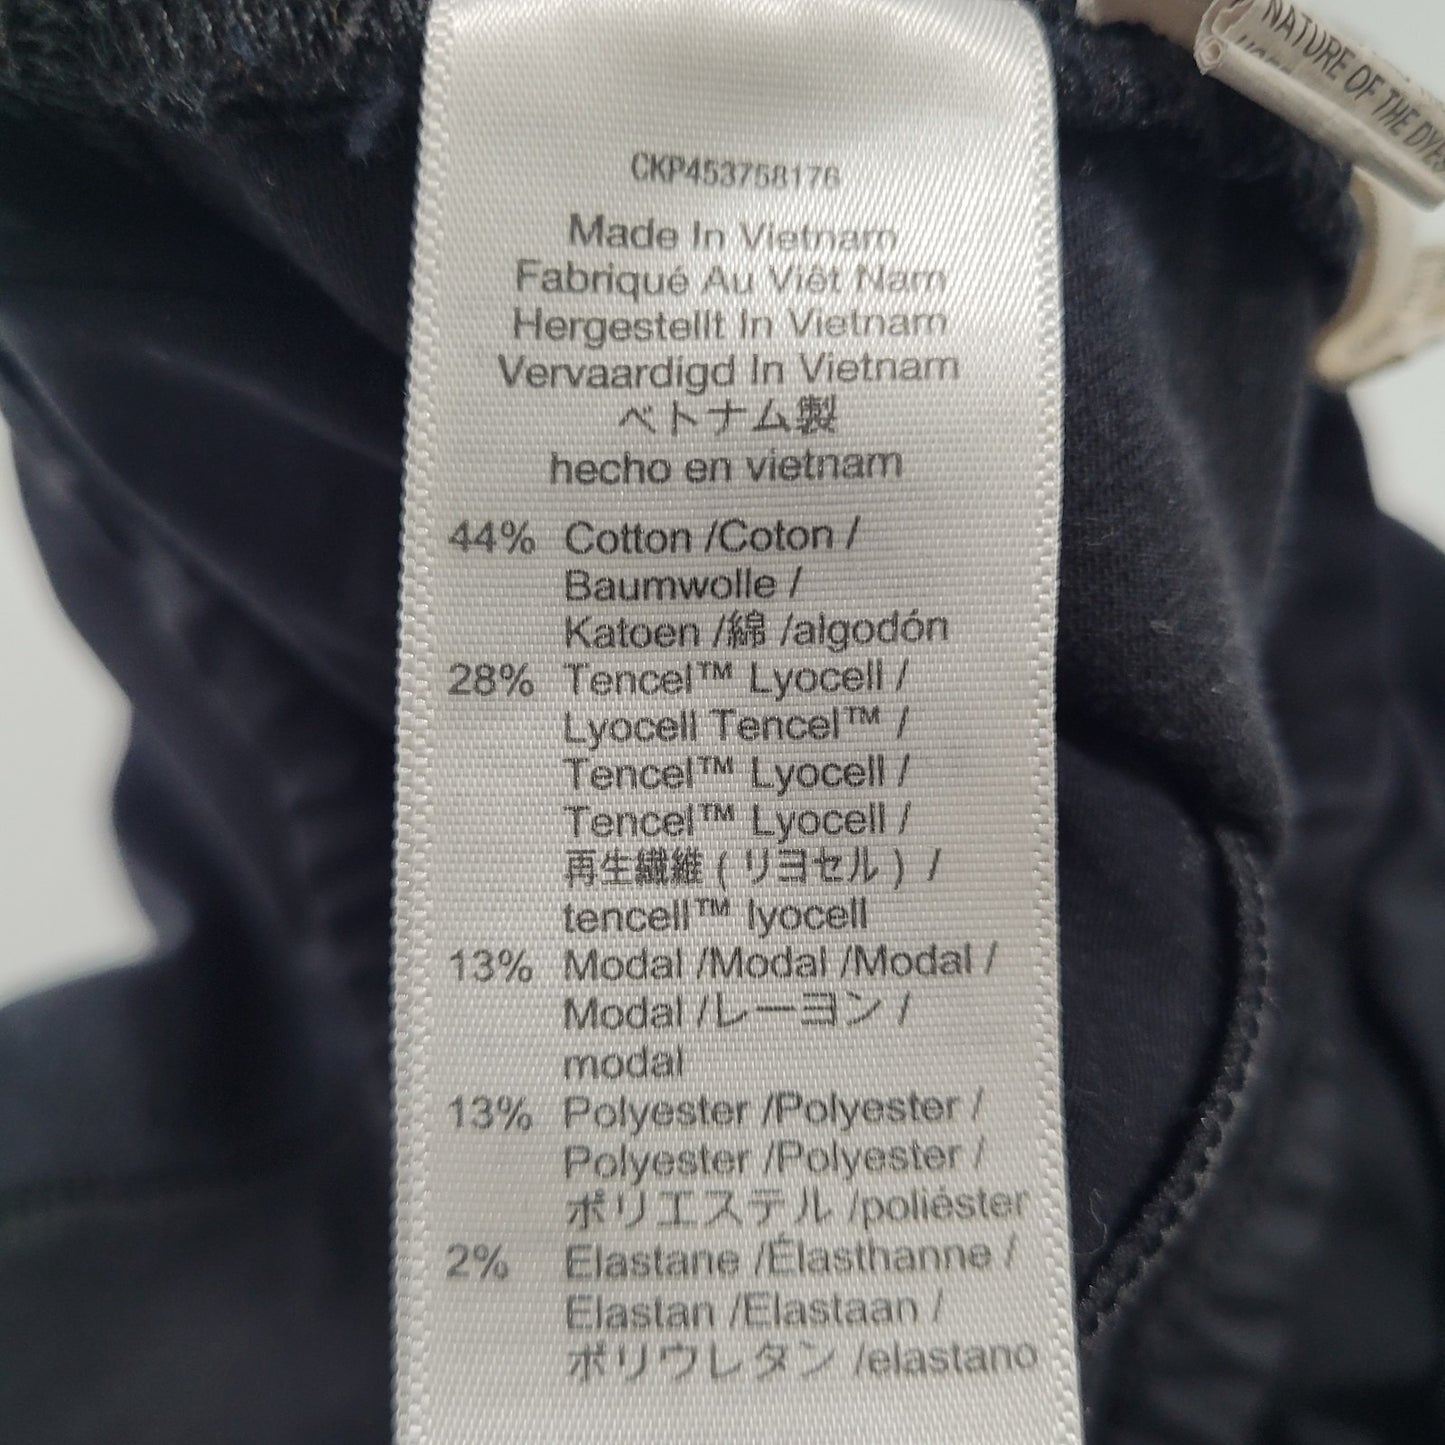 CKP453758176
Made In Vietnam
Fabriqué Au Viêt Nam
Hergestellt In Vietnam
Vervaardigd In Vietnam
ベトナム製
hecho en vietnam
44% Cotton /Coton /
Baumwolle /
Katoen /綿 /algodón
28% Tencel™ Lyocell /
Lyocell Tencel™ /
Tencel™ Lyocell /
Tencel™ Lyocell /
再生繊維 ( リヨセル ) /
tencell™ lyocell
13% Modal /Modal /Modal /
Modal /レーヨン /
modal
13% Polyester /Polyester /
Polyester /Polyester /
ポリエステル /poliéster
2% Elastane /Élasthanne /
Elastan /Elastaan /
ポリウレタン /elastano
NATURE OF THE DYES